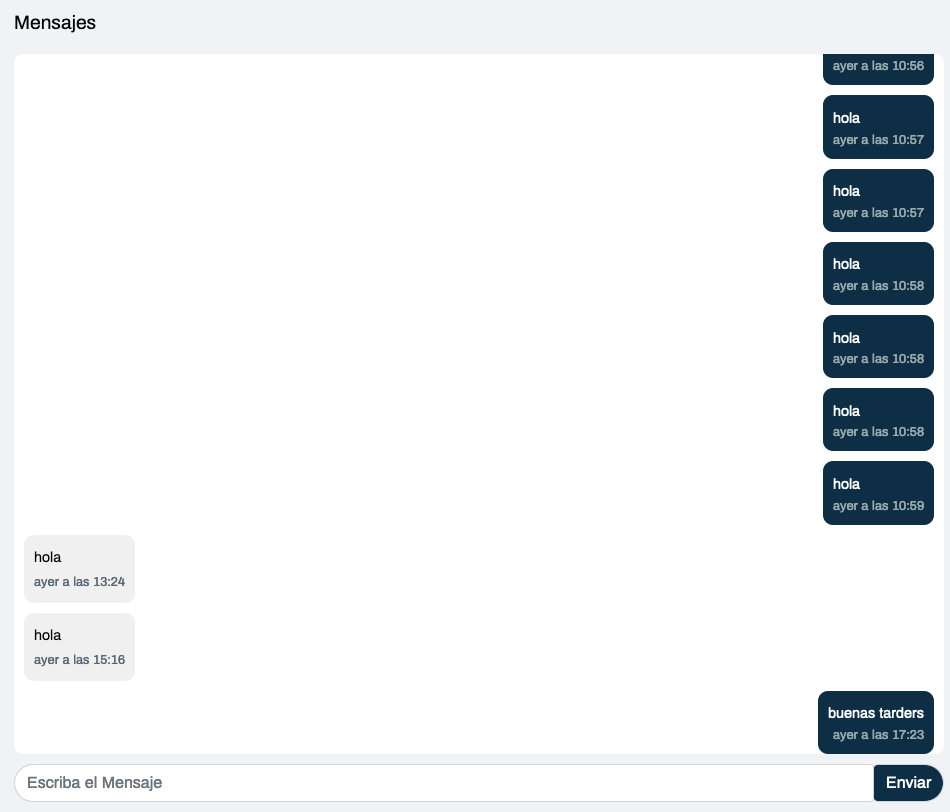 Mensajes
ayer a las 10:56
hola
ayer a las 10:57
hola
ayer a las 10:57
hola
ayer a las 10:58
hola
ayer a las 10:58
hola
ayer a las 10:58
hola
ayer a las 10:59
hola
ayer a las 13:24
hola
ayer a las 15:16
buenas tarders
ayer a las 17:23
Escriba el Mensaje
Enviar